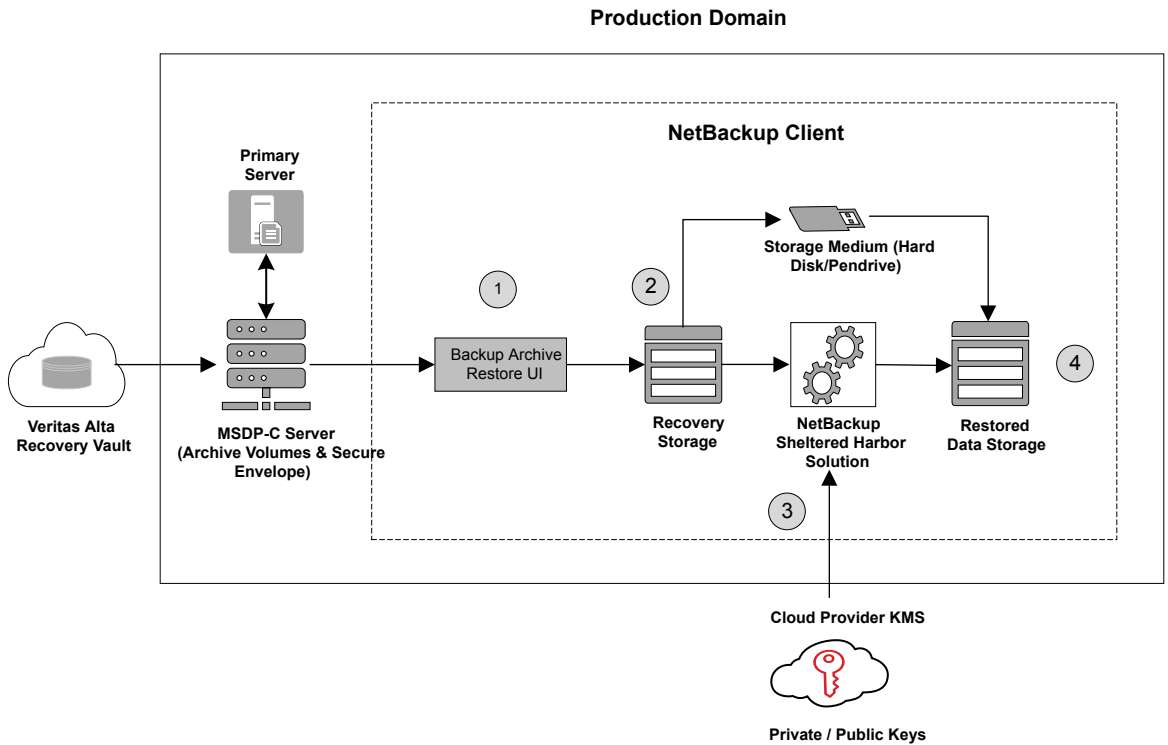 Production Domain
NetBackup Client
Primary
Server
Storage Medium (Hard
Disk/Pendrive)
1
2
Backup Archive
Restore UI
4
Veritas Alta
Recovery Vault
MSDP-C Server
(Archive Volumes & Secure
Envelope)
Recovery
Storage
NetBackup
Sheltered Harbor
Solution
Restored
Data Storage
3
Cloud Provider KMS
Private / Public Keys